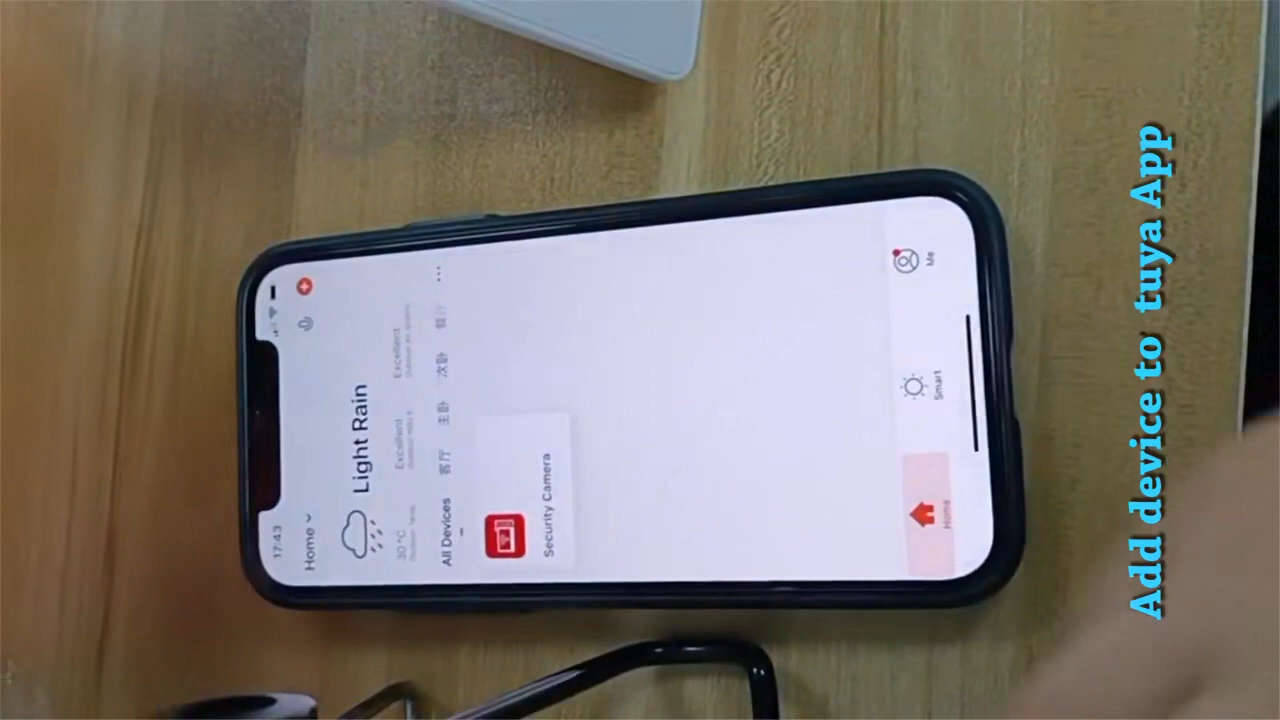 17:43
Home
Light Rain
30 °C Excellent Excellent
All Devices 客厅 主卧 次卧
Security Camera
Home Smart Me
Add device to tuya App